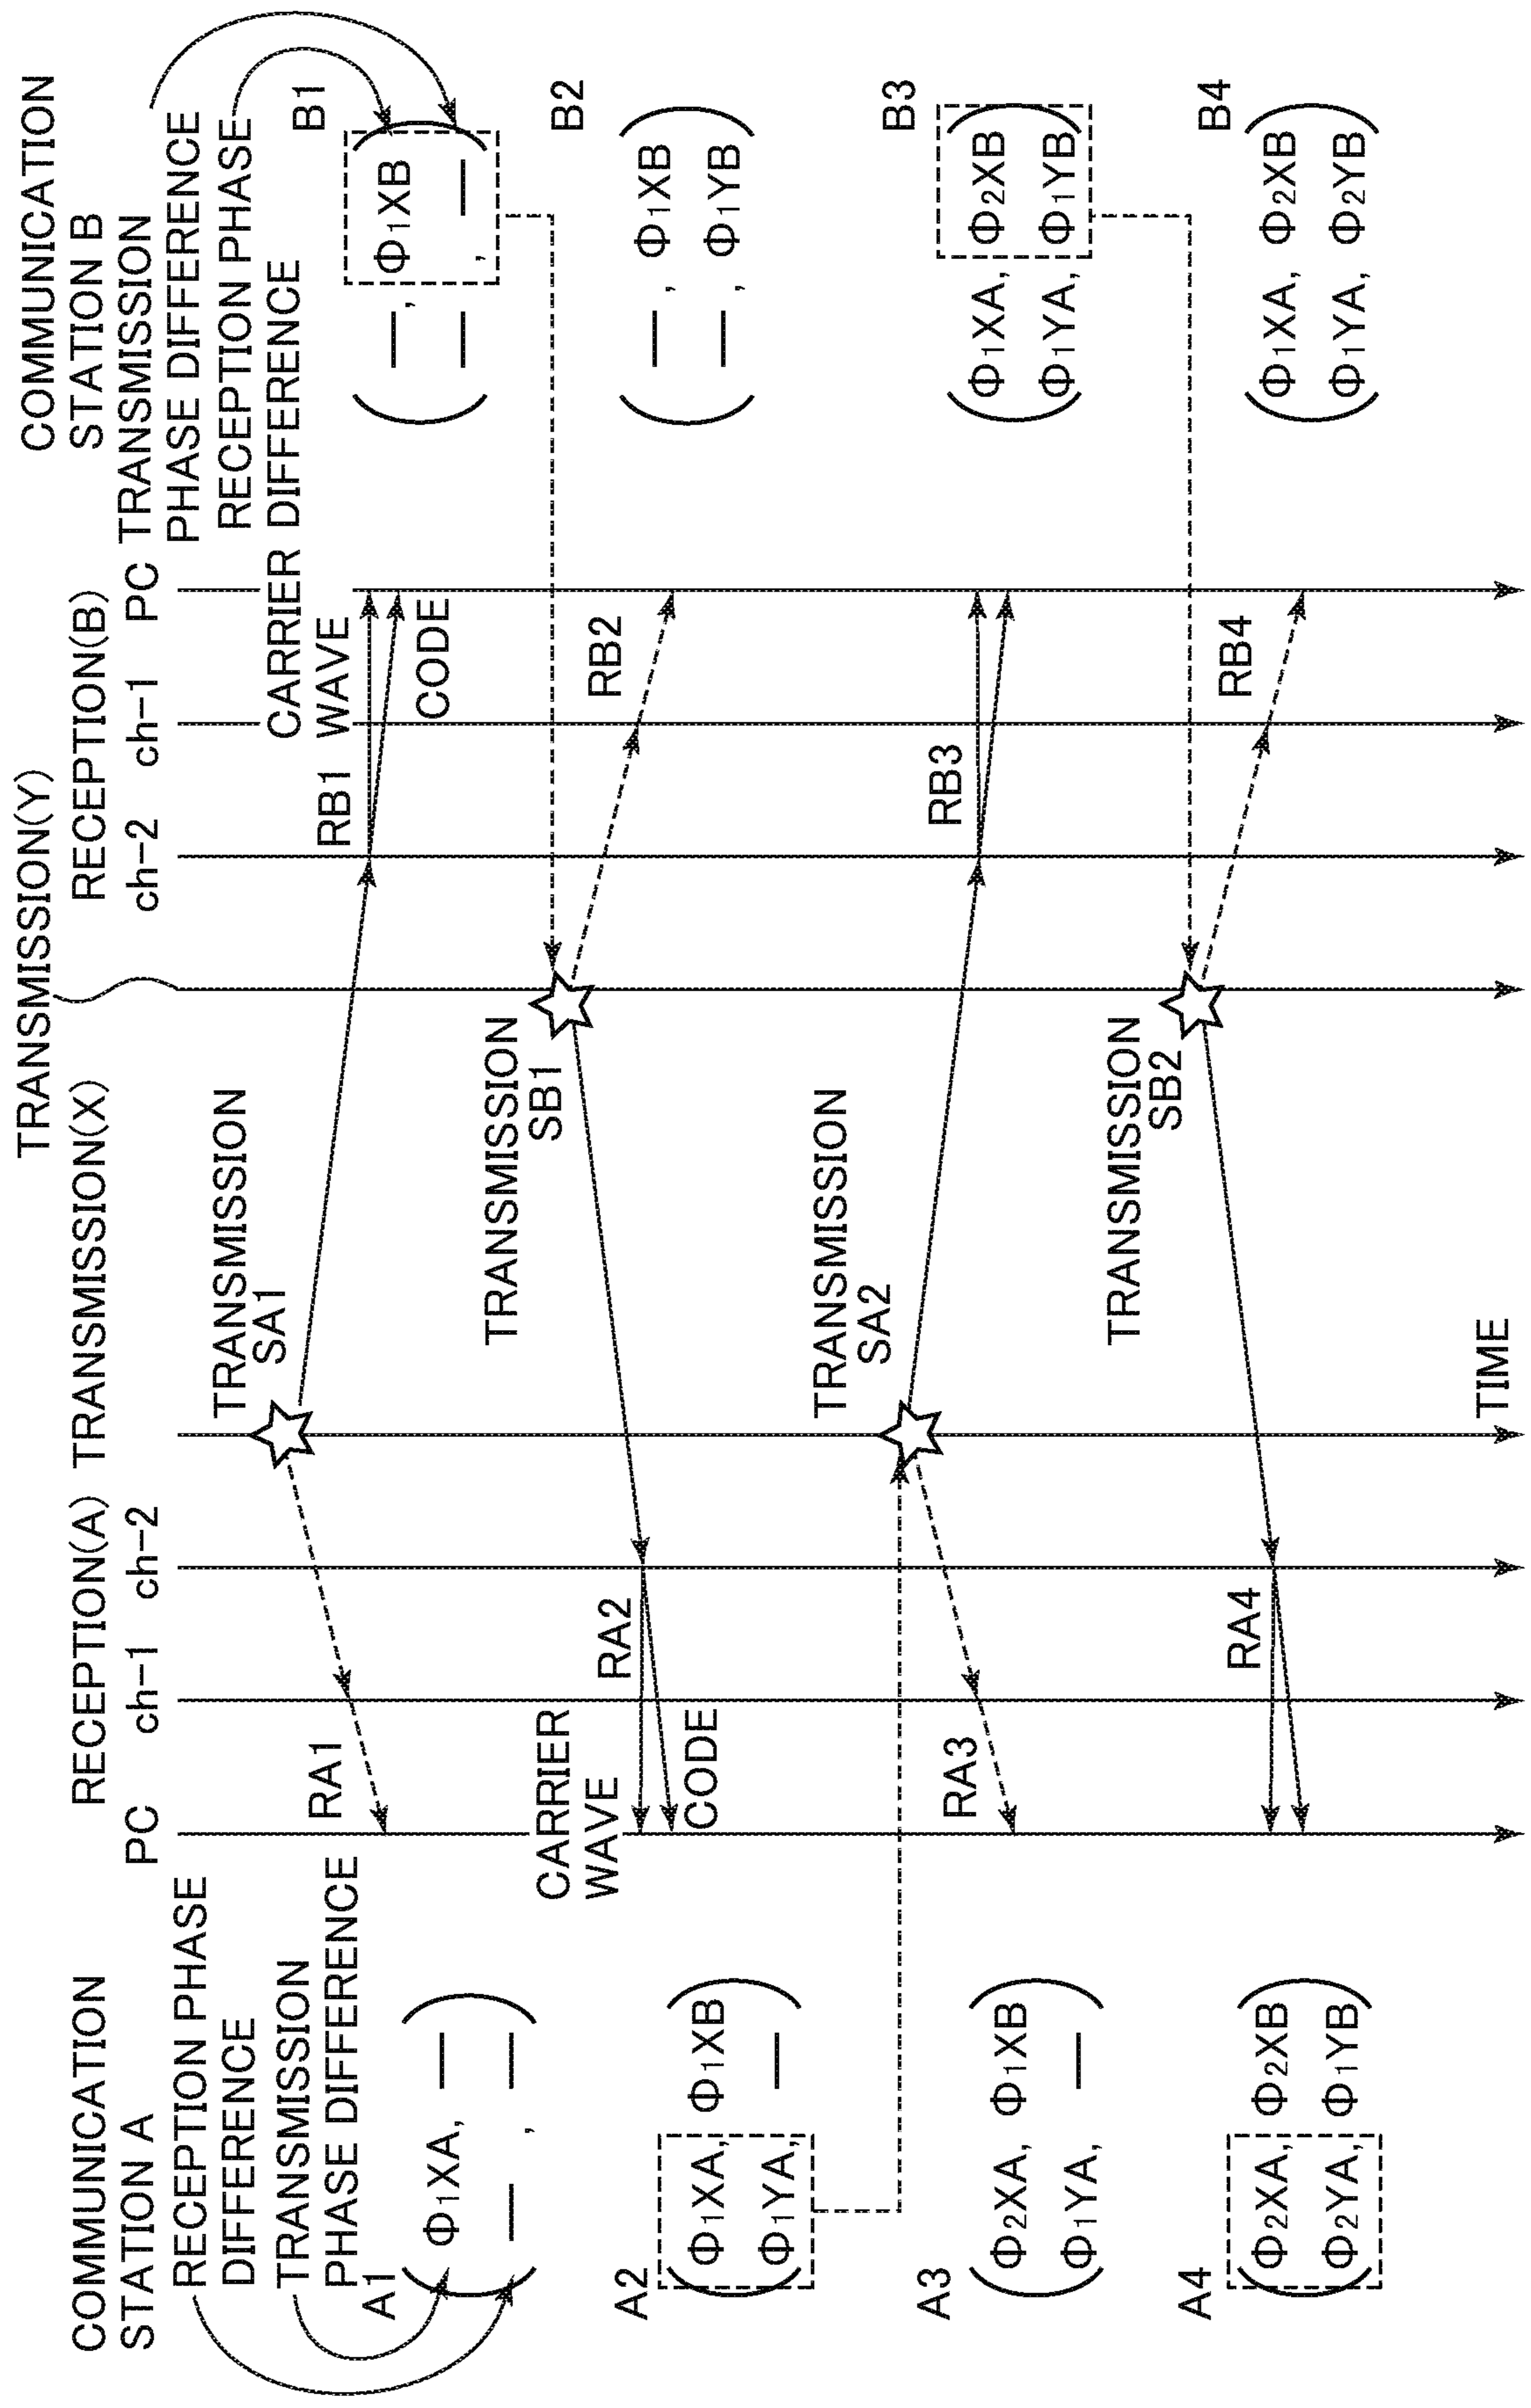 COMMUNICATION
STATION A
RECEPTION PHASE
DIFFERENCE
TRANSMISSION
PHASE DIFFERENCE
A1
( Φ1XA, — )
( — , — )
A2
( Φ1XA, Φ1XB )
( Φ1YA, — )
A3
( Φ2XA, Φ1XB )
( Φ1YA, — )
A4
( Φ2XA, Φ2XB )
( Φ2YA, Φ1YB )
RECEPTION(A)
PC ch-1 ch-2
RA1
CARRIER
WAVE
RA2
CODE
RA3
RA4
TRANSMISSION(X)
TRANSMISSION
SA1
TRANSMISSION
SA2
TIME
TRANSMISSION(Y)
TRANSMISSION
SB1
TRANSMISSION
SB2
RECEPTION(B)
ch-2 ch-1 PC
RB1
CARRIER
WAVE
CODE
RB2
RB3
RB4
COMMUNICATION
STATION B
TRANSMISSION
PHASE DIFFERENCE
RECEPTION PHASE
DIFFERENCE
B1
( — , Φ1XB )
( — , — )
B2
( — , Φ1XB )
( — , Φ1YB )
B3
( Φ1XA, Φ2XB )
( Φ1YA, Φ1YB )
B4
( Φ1XA, Φ2XB )
( Φ1YA, Φ2YB )